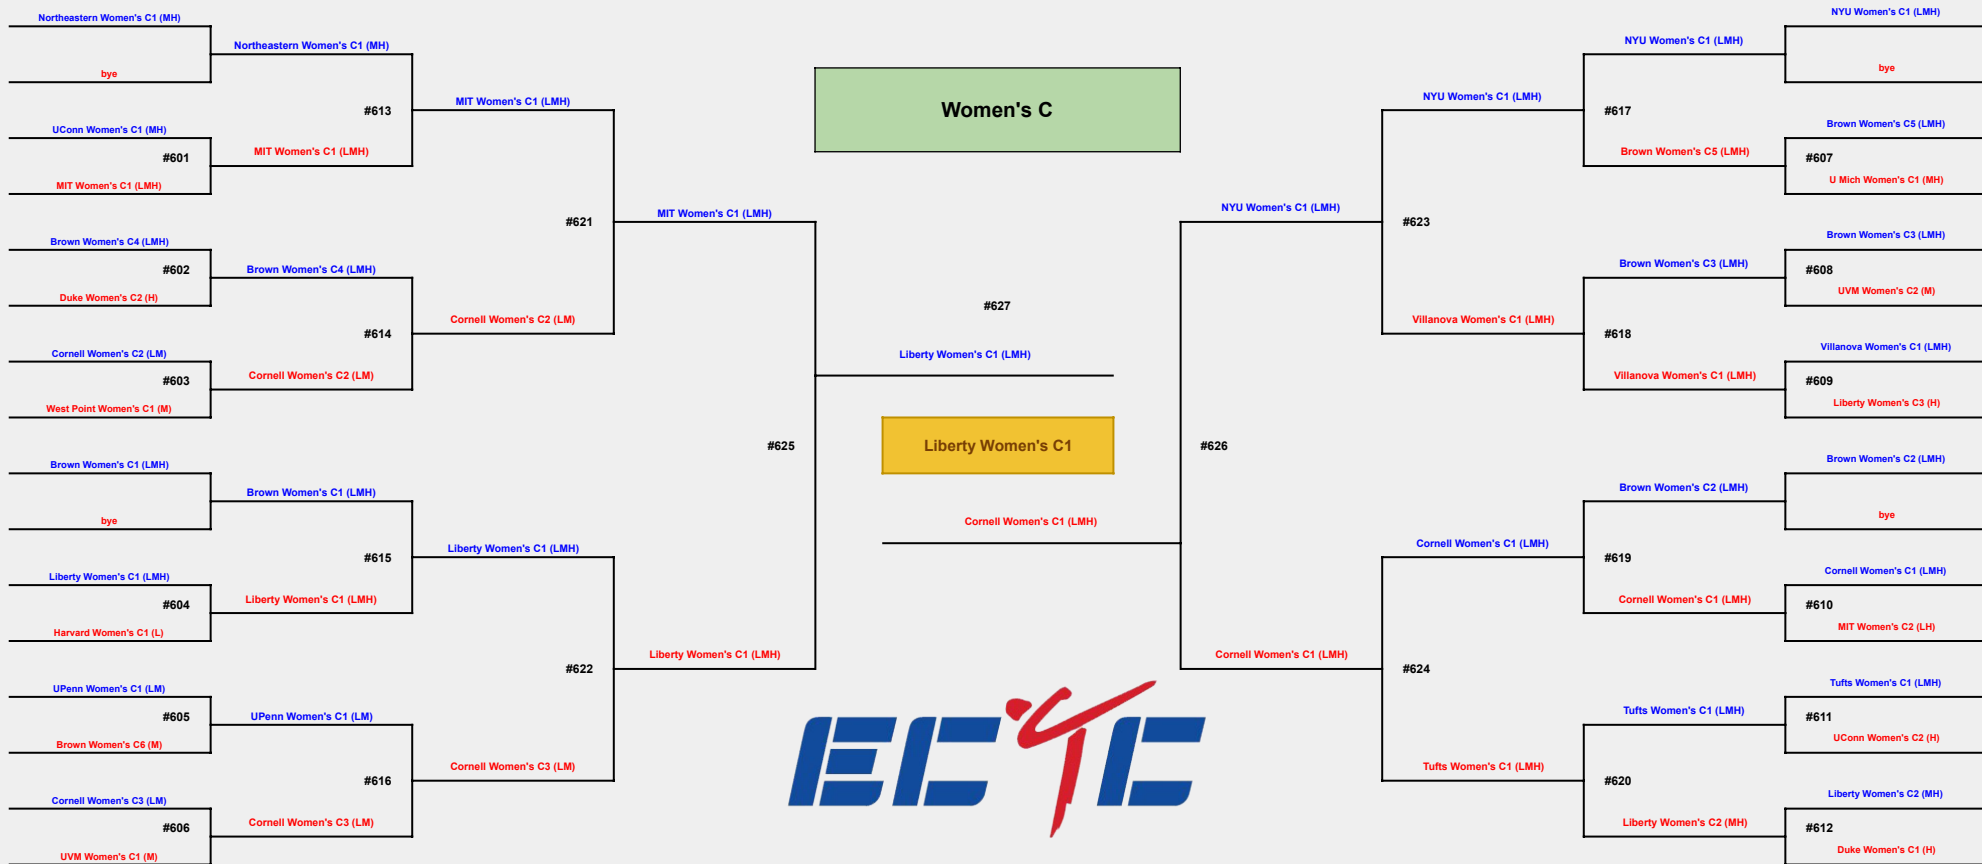 Women's C
Northeastern Women's C1 (MH)
bye
UConn Women's C1 (MH)
#601
MIT Women's C1 (LMH)
Brown Women's C4 (LMH)
#602
Duke Women's C2 (H)
Cornell Women's C2 (LM)
#603
West Point Women's C1 (M)
Brown Women's C1 (LMH)
bye
Liberty Women's C1 (LMH)
#604
Harvard Women's C1 (L)
UPenn Women's C1 (LM)
#605
Brown Women's C6 (M)
Cornell Women's C3 (LM)
#606
UVM Women's C1 (M)
Northeastern Women's C1 (MH)
#613
MIT Women's C1 (LMH)
Brown Women's C4 (LMH)
#614
Cornell Women's C2 (LM)
Brown Women's C1 (LMH)
#615
Liberty Women's C1 (LMH)
UPenn Women's C1 (LM)
#616
Cornell Women's C3 (LM)
MIT Women's C1 (LMH)
#621
Cornell Women's C2 (LM)
Liberty Women's C1 (LMH)
#622
Cornell Women's C3 (LM)
MIT Women's C1 (LMH)
#625
Liberty Women's C1 (LMH)
#627
Liberty Women's C1 (LMH)
Liberty Women's C1
Cornell Women's C1 (LMH)
ECTC
NYU Women's C1 (LMH)
#626
Cornell Women's C1 (LMH)
NYU Women's C1 (LMH)
#623
Villanova Women's C1 (LMH)
Cornell Women's C1 (LMH)
#624
Tufts Women's C1 (LMH)
NYU Women's C1 (LMH)
#617
Brown Women's C5 (LMH)
Brown Women's C3 (LMH)
#618
Villanova Women's C1 (LMH)
Brown Women's C2 (LMH)
#619
Cornell Women's C1 (LMH)
Tufts Women's C1 (LMH)
#620
Liberty Women's C2 (MH)
NYU Women's C1 (LMH)
bye
Brown Women's C5 (LMH)
#607
U Mich Women's C1 (MH)
Brown Women's C3 (LMH)
#608
UVM Women's C2 (M)
Villanova Women's C1 (LMH)
#609
Liberty Women's C3 (H)
Brown Women's C2 (LMH)
bye
Cornell Women's C1 (LMH)
#610
MIT Women's C2 (LH)
Tufts Women's C1 (LMH)
#611
UConn Women's C2 (H)
Liberty Women's C2 (MH)
#612
Duke Women's C1 (H)